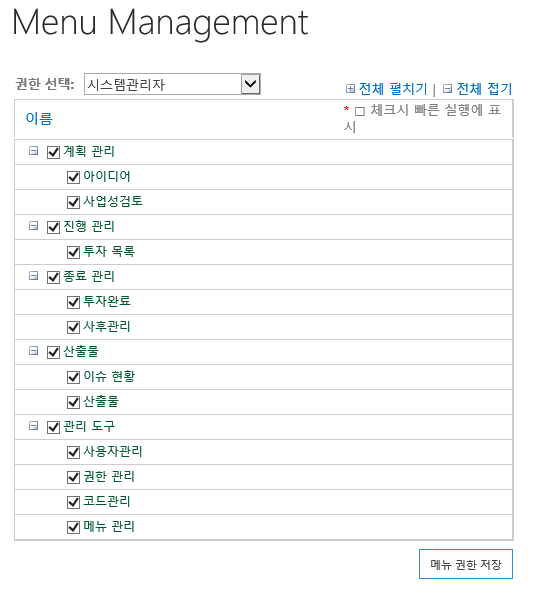 Menu Management
권한 선택: 시스템관리자
전체 펼치기 | 전체 접기
이름
* 체크시 빠른 실행에 표
시
계획 관리
아이디어
사업성검토
진행 관리
투자 목록
종료 관리
투자완료
사후관리
산출물
이슈 현황
산출물
관리 도구
사용자관리
권한 관리
코드관리
메뉴 관리
메뉴 권한 저장